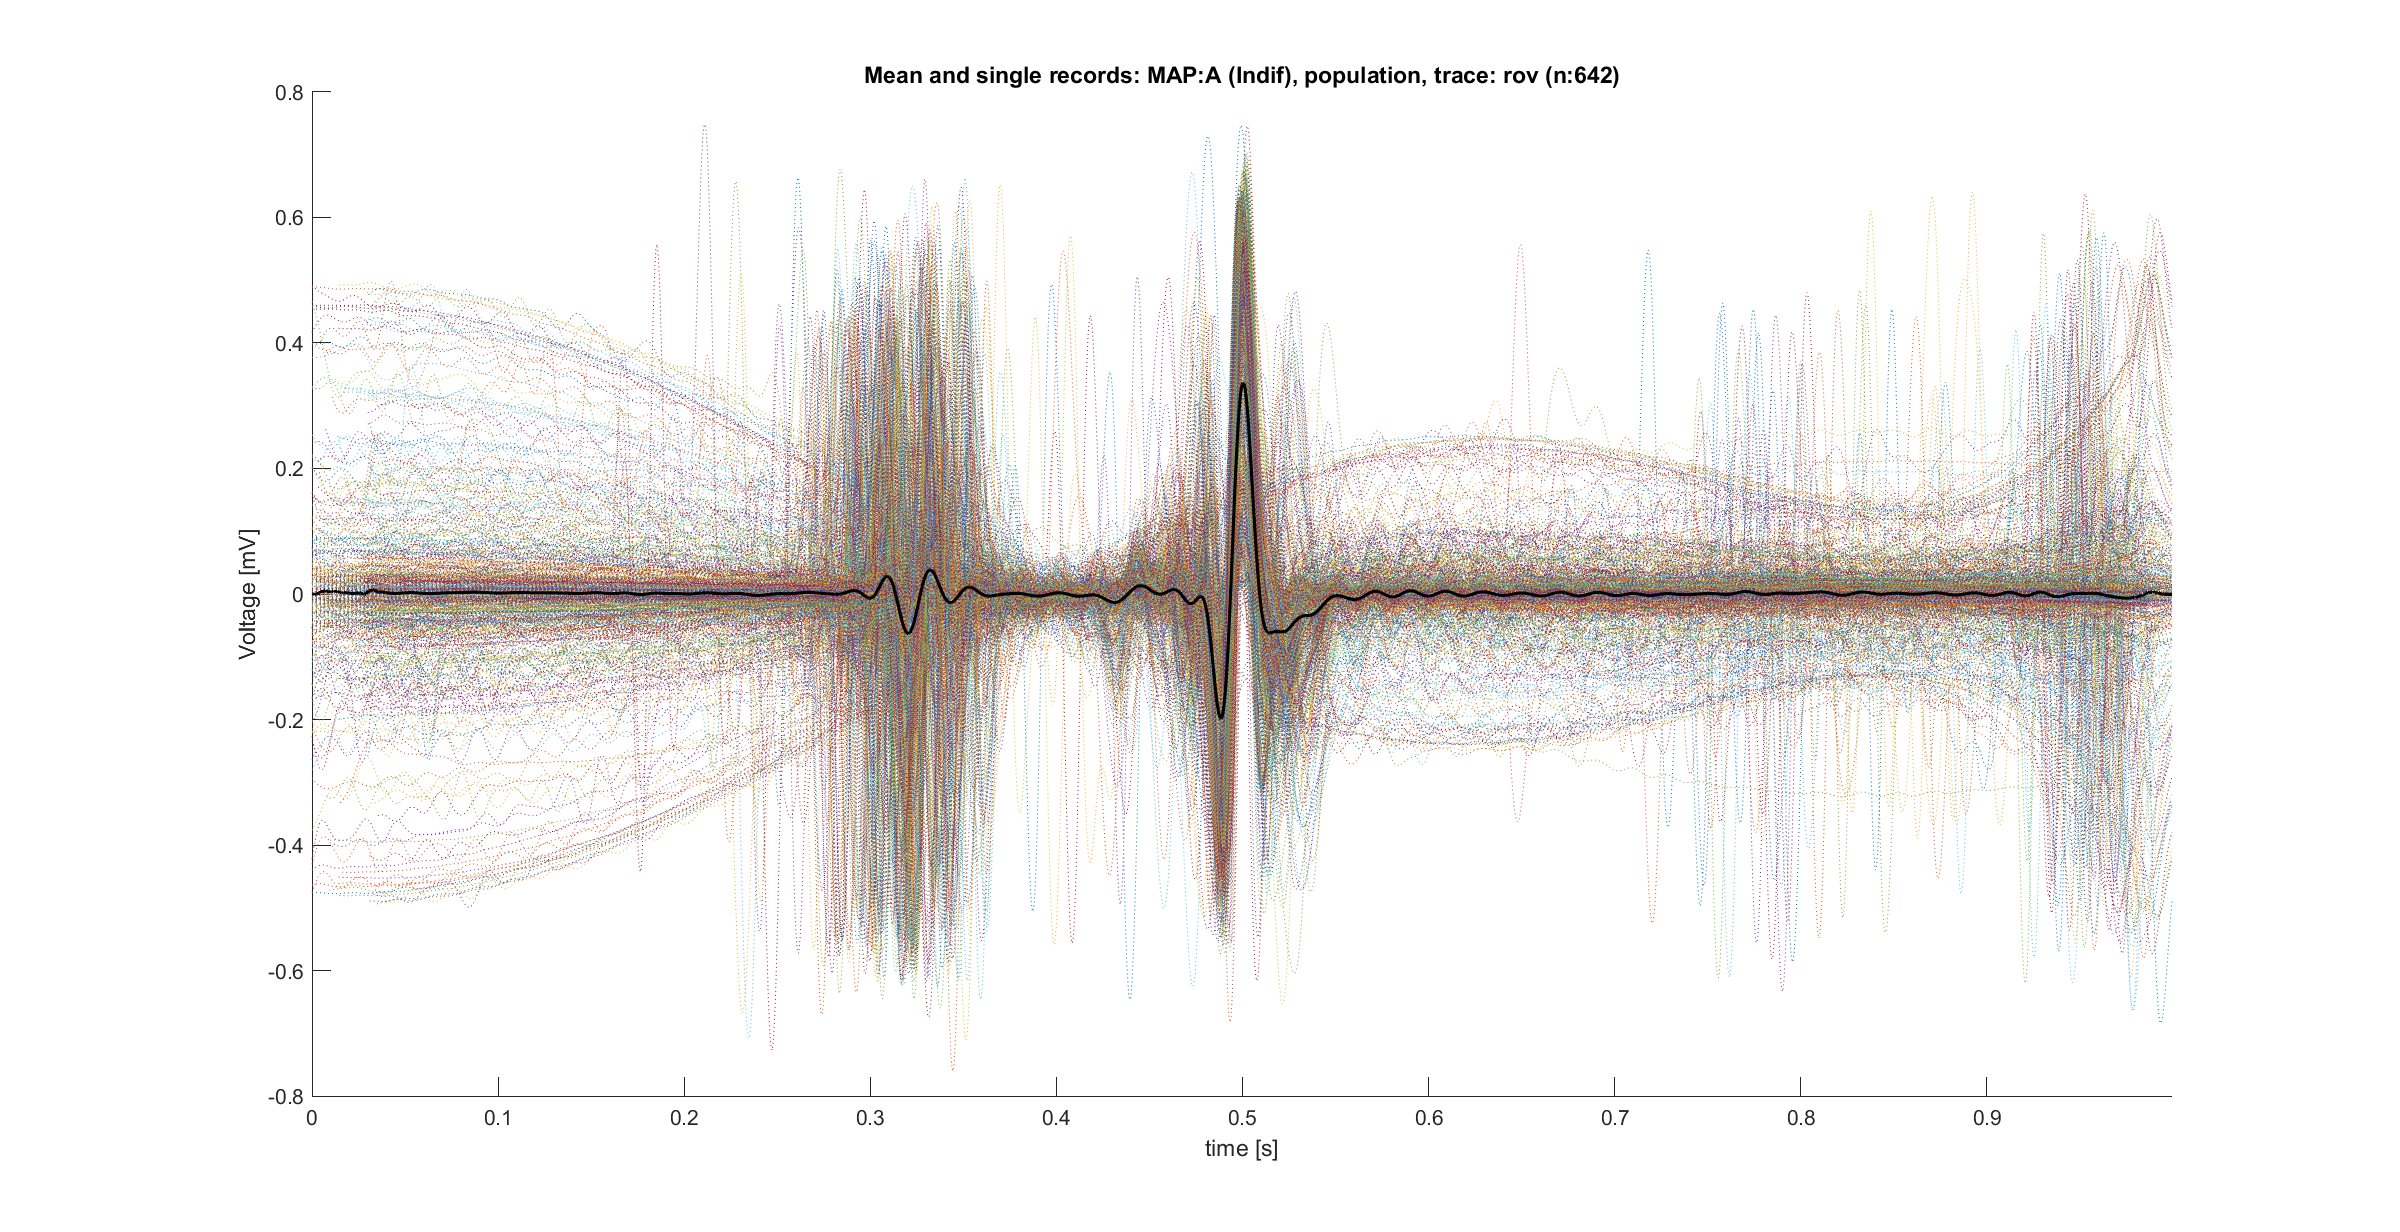 Mean and single records: MAP:A (Indif), population, trace: rov (n:642)
0.8
0.6
0.4
0.2
0
-0.2
-0.4
-0.6
-0.8
Voltage [mV]
0 0.1 0.2 0.3 0.4 0.5 0.6 0.7 0.8 0.9
time [s]